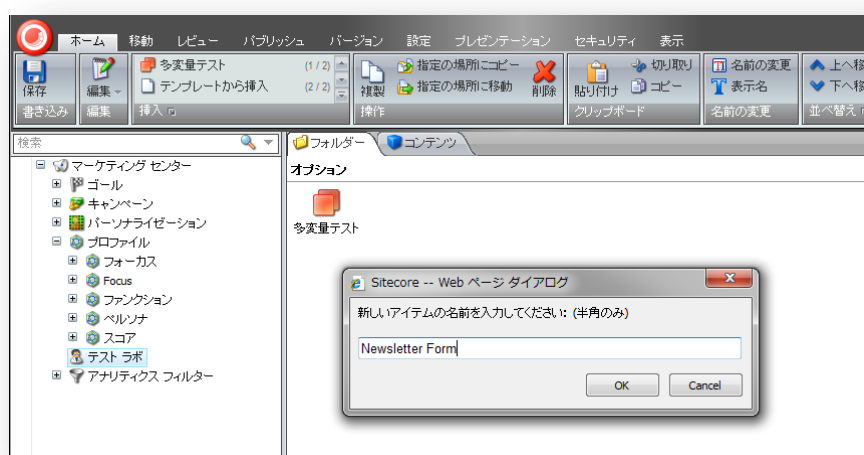 ホーム 移動 レビュー パブリッシュ バージョン 設定 プレゼンテーション セキュリティ 表示
保存
書き込み
編集
編集
多変量テスト (1 / 2)
テンプレートから挿入 (2 / 2)
挿入
複製
指定の場所にコピー
指定の場所に移動
削除
操作
貼り付け
切り取り
コピー
クリップボード
名前の変更
表示名
名前の変更
上へ移
下へ移
並べ替え
検索
マーケティング センター
ゴール
キャンペーン
パーソナライゼーション
プロファイル
フォーカス
Focus
ファンクション
ペルソナ
スコア
テスト ラボ
アナリティクス フィルター
フォルダー コンテンツ
オプション
多変量テスト
Sitecore -- Web ページ ダイアログ
新しいアイテムの名前を入力してください: (半角のみ)
Newsletter Form
OK Cancel